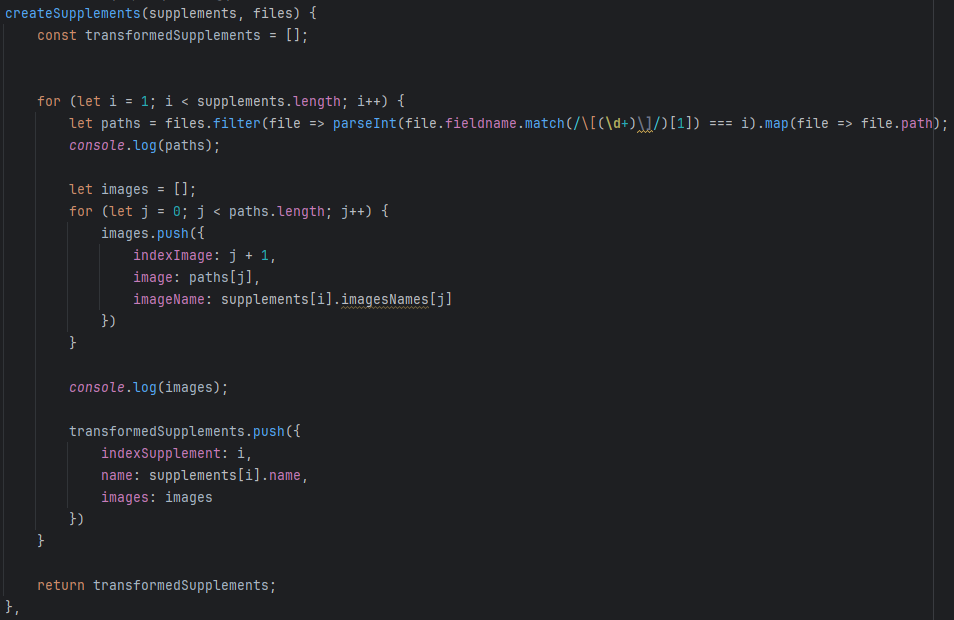 createSupplements(supplements, files) {
    const transformedSupplements = [];
    for (let i = 1; i < supplements.length; i++) {
        let paths = files.filter(file => parseInt(file.fieldname.match(/\[(\d+)\]/)[1]) === i).map(file => file.path);
        console.log(paths);
        let images = [];
        for (let j = 0; j < paths.length; j++) {
            images.push({
                indexImage: j + 1,
                image: paths[j],
                imageName: supplements[i].imagesNames[j]
            })
        }
        console.log(images);
        transformedSupplements.push({
            indexSupplement: i,
            name: supplements[i].name,
            images: images
        })
    }
    return transformedSupplements;
},